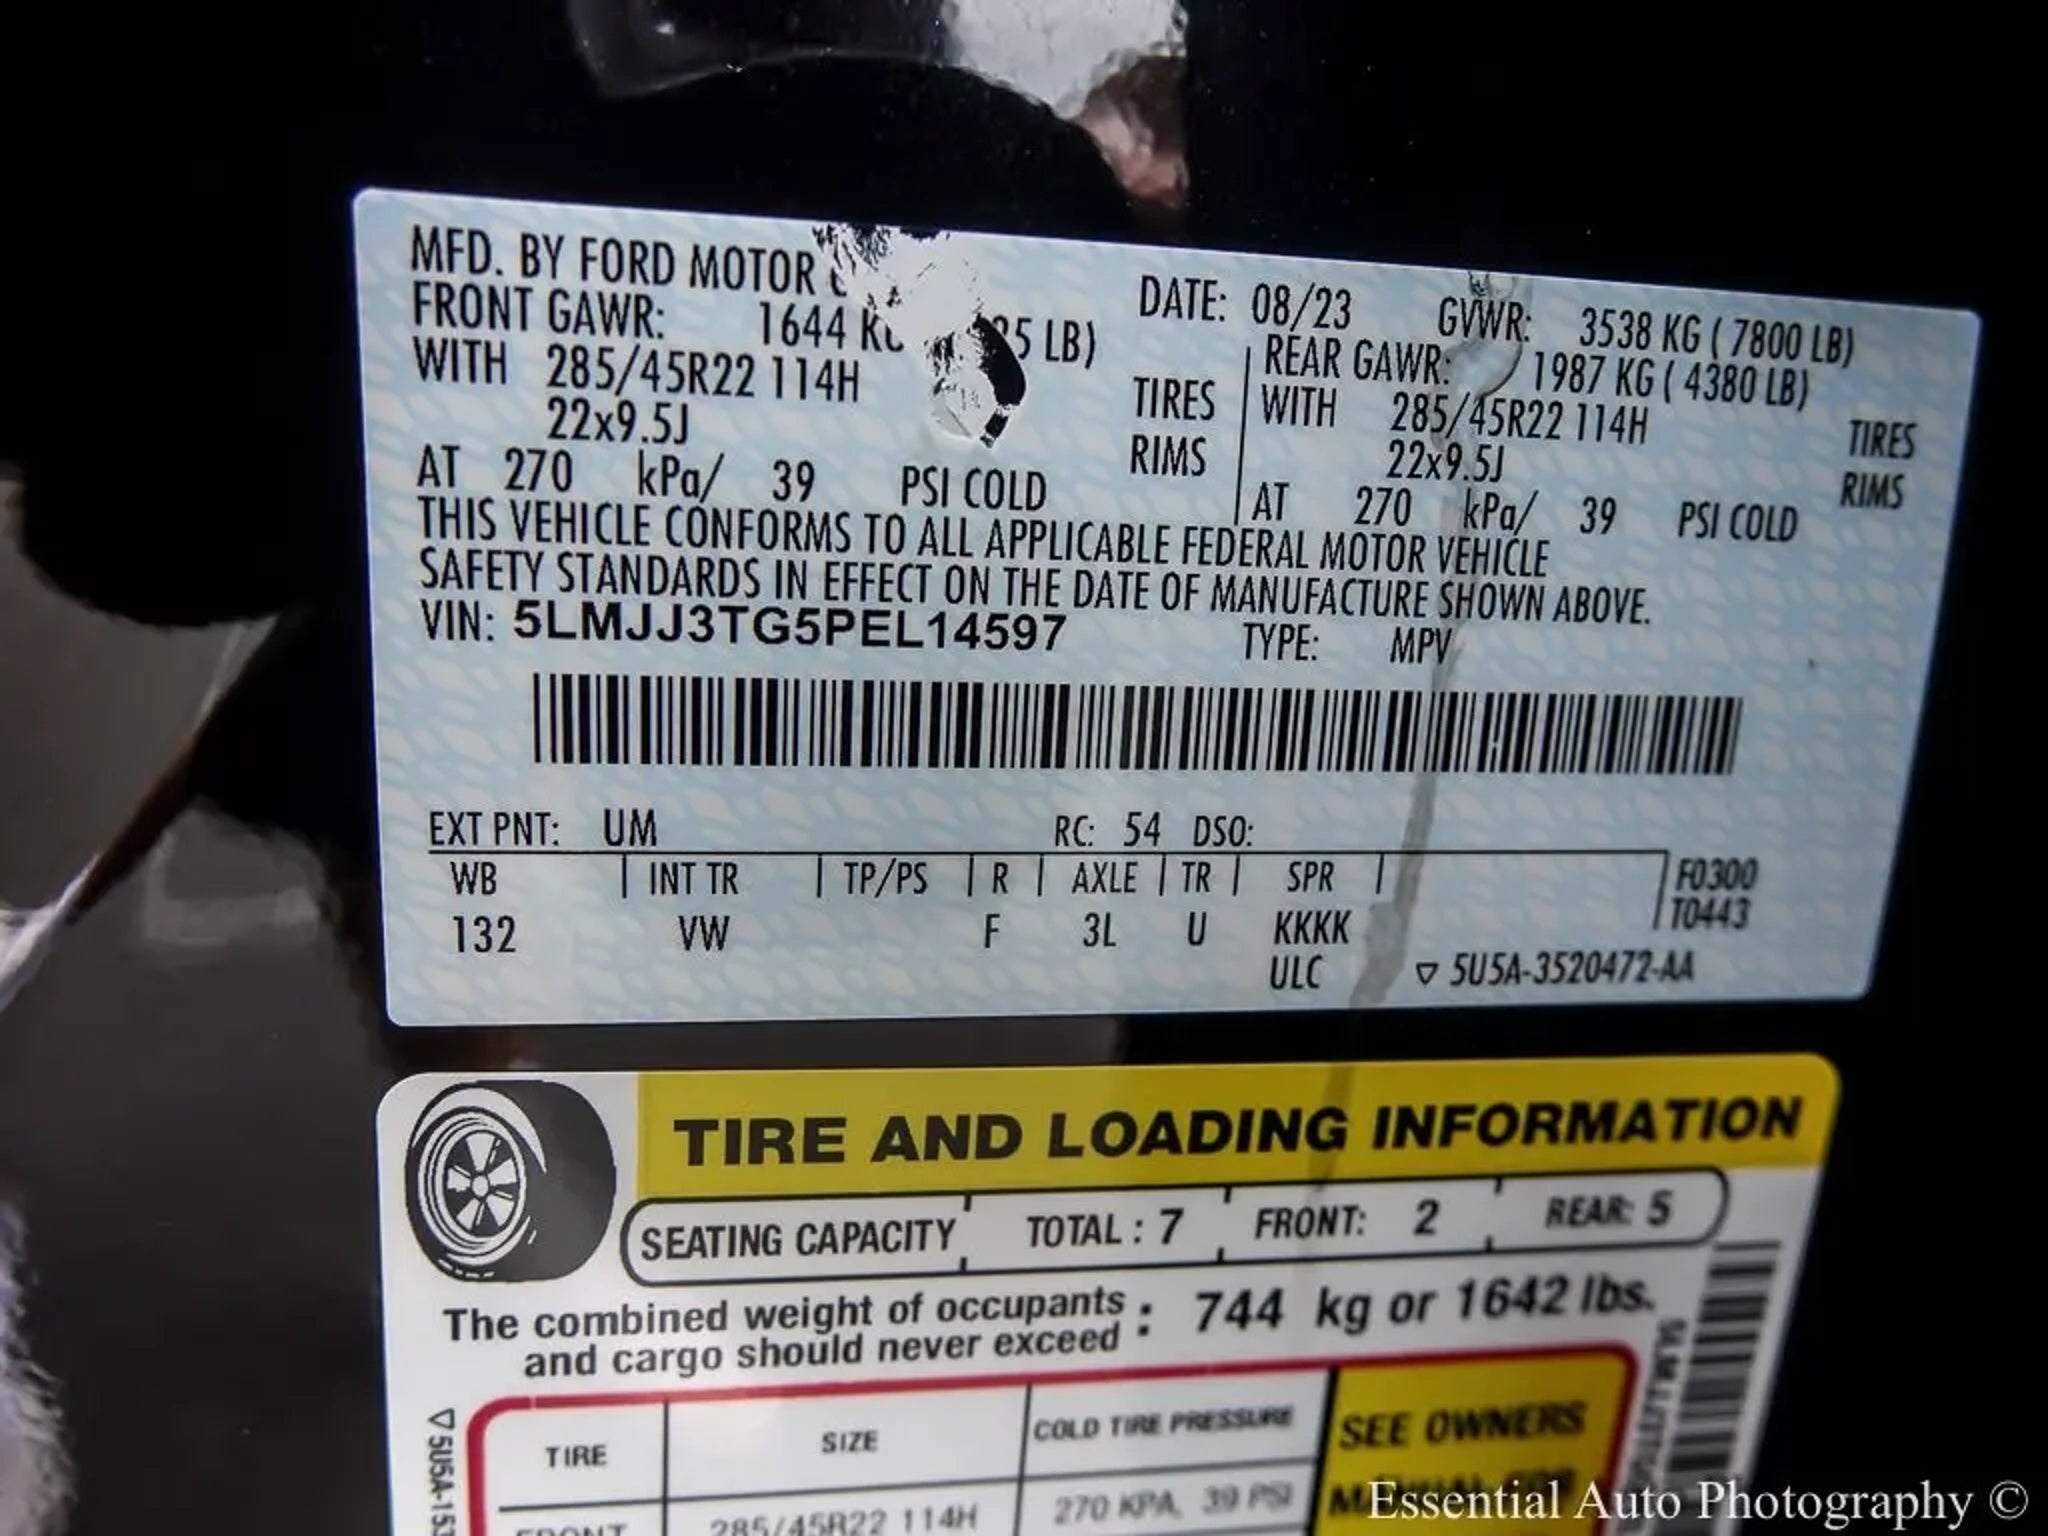 MFD. BY FORD MOTOR
DATE: 08/23 GVWR: 3538 KG ( 7800 LB)
FRONT GAWR: 1644 5 LB)
REAR GAWR: 1987 KG ( 4380 LB)
WITH 285/45R22 114H TIRES
WITH 285/45R22 114H TIRES
22x9.5J RIMS
22x9.5J RIMS
AT 270 kPa/ 39 PSI COLD
AT 270 kPa/ 39 PSI COLD
THIS VEHICLE CONFORMS TO ALL APPLICABLE FEDERAL MOTOR VEHICLE
SAFETY STANDARDS IN EFFECT ON THE DATE OF MANUFACTURE SHOWN ABOVE.
VIN: 5LMJJ3TG5PEL14597 TYPE: MPV
EXT PNT: UM RC: 54 DSO:
WB INT TR TP/PS R AXLE TR SPR F0300
T0443
132 VW F 3L U KKKK
ULC ▽ 5U5A-3520472-AA
TIRE AND LOADING INFORMATION
SEATING CAPACITY TOTAL : 7 FRONT: 2 REAR: 5
The combined weight of occupants
and cargo should never exceed : 744 kg or 1642 lbs.
TIRE SIZE COLD TIRE PRESSURE SEE OWNERS
FRONT 285/45R22 114H 270 KPA, 39 PSI
Essential Auto Photography ©